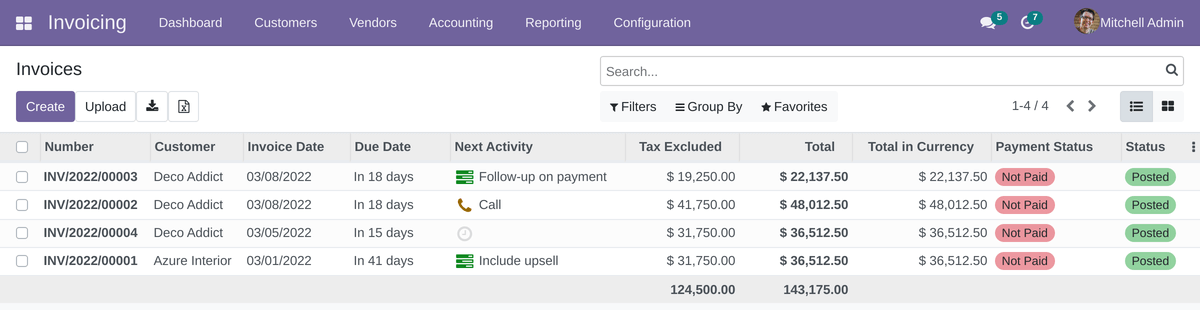 Invoicing Dashboard Customers Vendors Accounting Reporting Configuration 5 7 Mitchell Admin
Invoices Search...
Create Upload Filters Group By Favorites 1-4 / 4
Number Customer Invoice Date Due Date Next Activity Tax Excluded Total Total in Currency Payment Status Status
INV/2022/00003 Deco Addict 03/08/2022 In 18 days Follow-up on payment $ 19,250.00 $ 22,137.50 $ 22,137.50 Not Paid Posted
INV/2022/00002 Deco Addict 03/08/2022 In 18 days Call $ 41,750.00 $ 48,012.50 $ 48,012.50 Not Paid Posted
INV/2022/00004 Deco Addict 03/05/2022 In 15 days $ 31,750.00 $ 36,512.50 $ 36,512.50 Not Paid Posted
INV/2022/00001 Azure Interior 03/01/2022 In 41 days Include upsell $ 31,750.00 $ 36,512.50 $ 36,512.50 Not Paid Posted
124,500.00 143,175.00